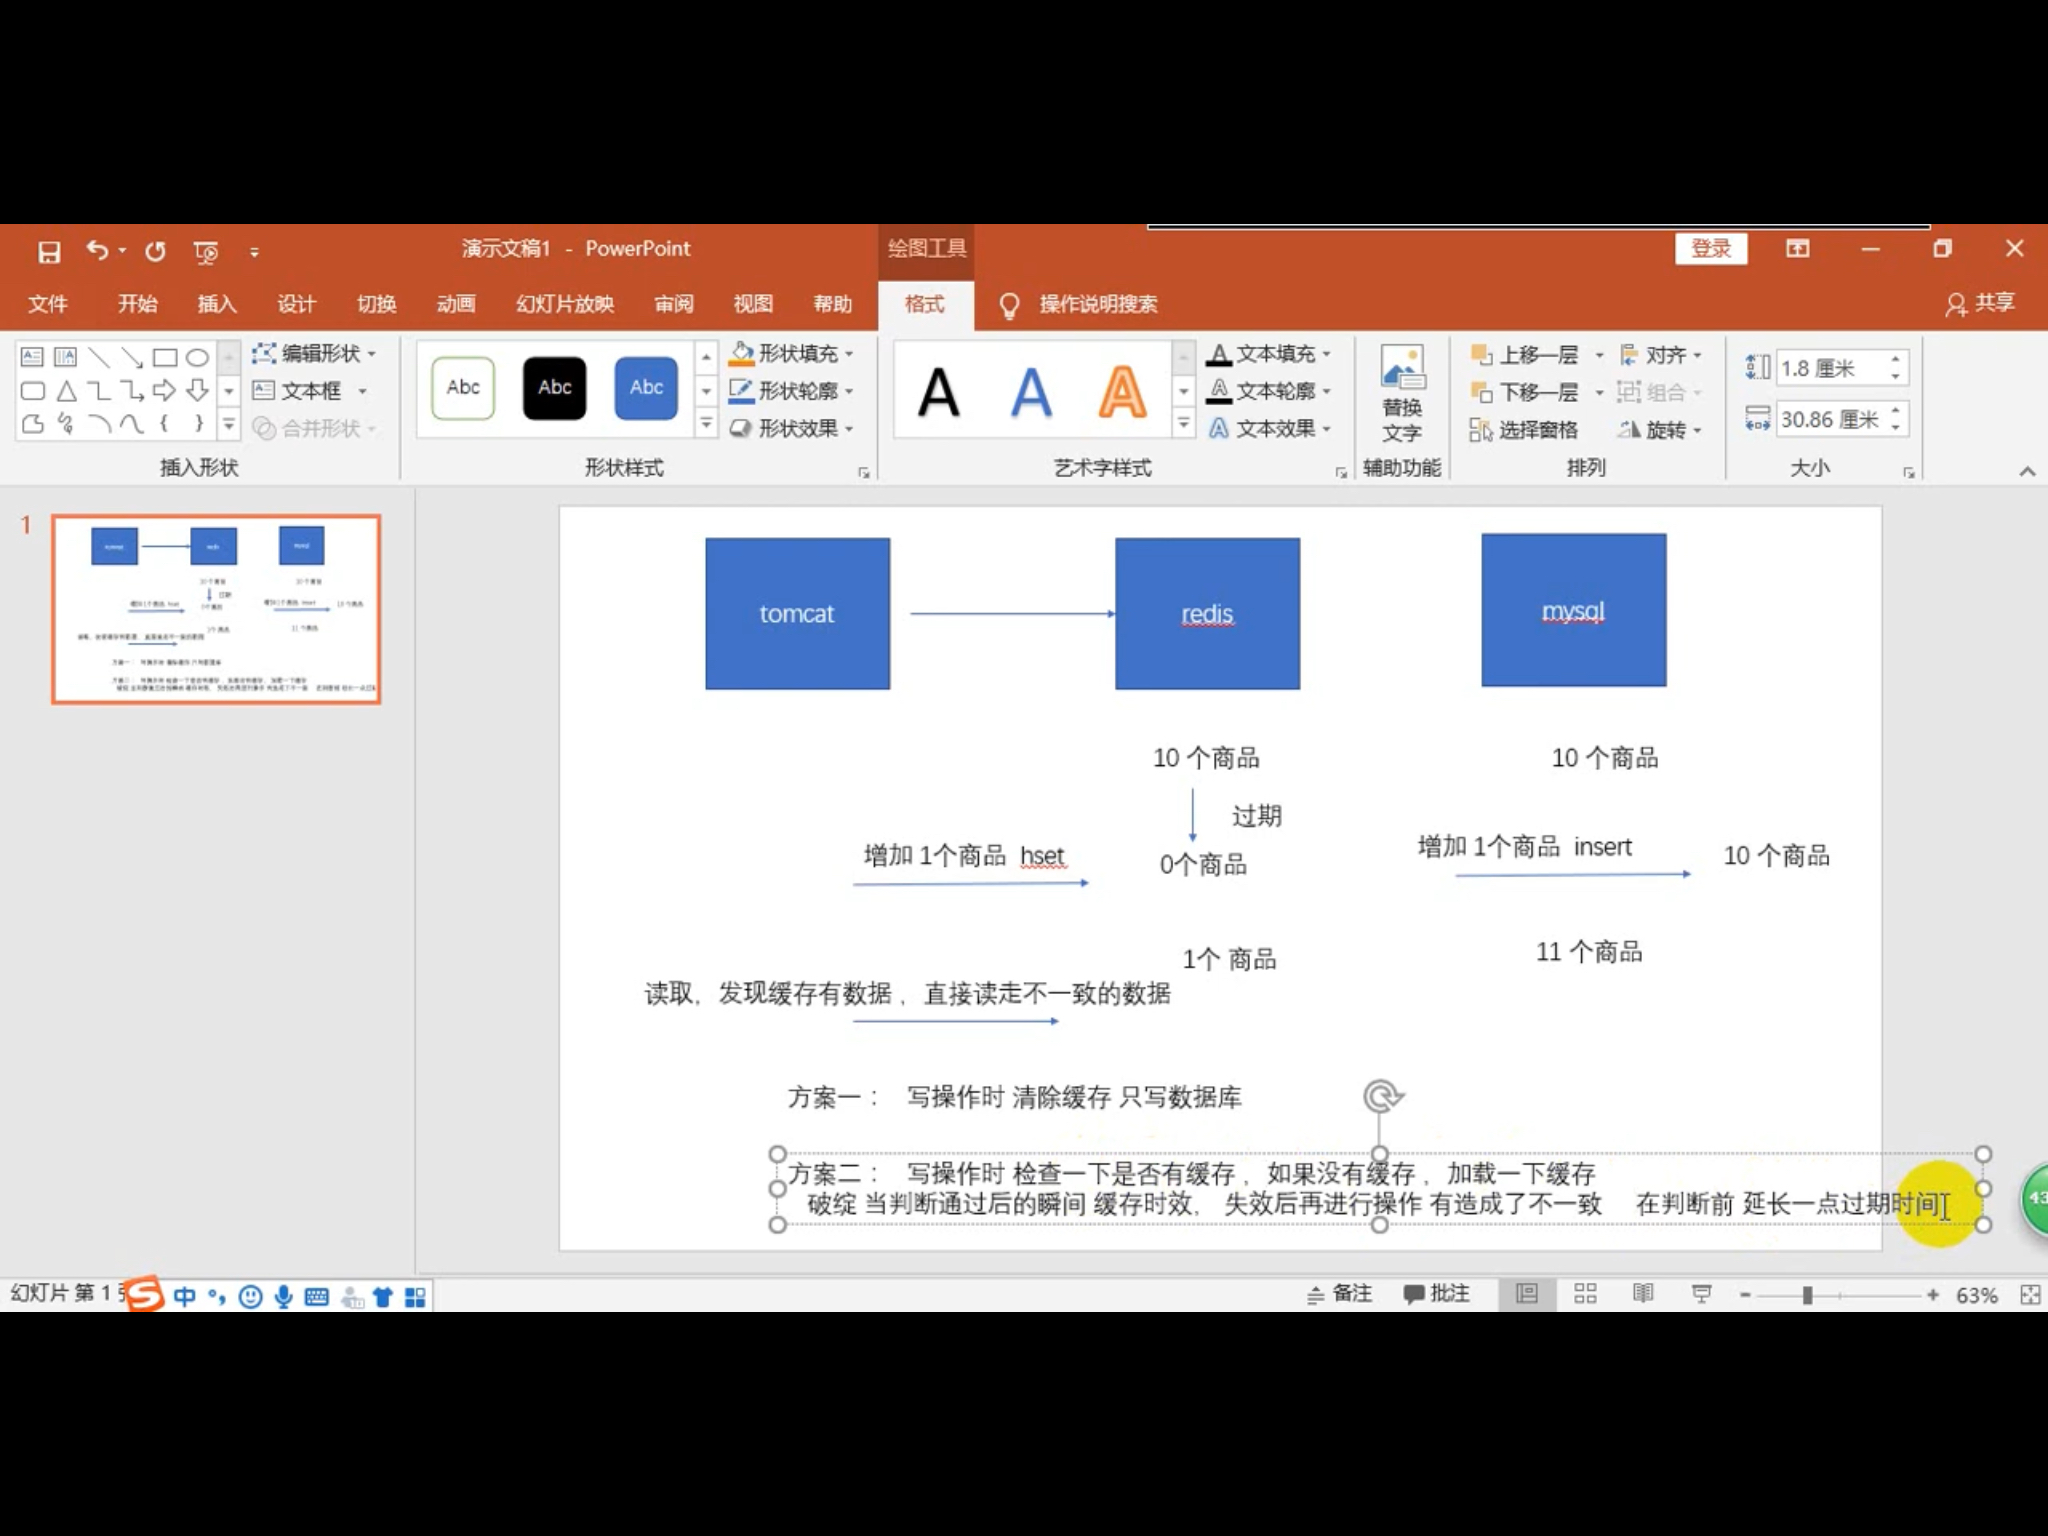 演示文稿1 - PowerPoint
绘图工具
登录
文件 开始 插入 设计 切换 动画 幻灯片放映 审阅 视图 帮助 格式 操作说明搜索 共享
编辑形状
文本框
合并形状
插入形状
Abc Abc Abc
形状填充
形状轮廓
形状效果
形状样式
A A A
文本填充
文本轮廓
文本效果
艺术字样式
替换
文字
辅助功能
上移一层 对齐
下移一层 组合
选择窗格 旋转
排列
1.8 厘米
30.86 厘米
大小
1
tomcat
redis
mysql
10 个商品
10 个商品
过期
增加 1个商品 hset
0个商品
增加 1个商品 insert
10 个商品
1个 商品
11 个商品
读取，发现缓存有数据 ，直接读走不一致的数据
方案一 ： 写操作时 清除缓存 只写数据库
方案二 ： 写操作时 检查一下是否有缓存 ，如果没有缓存 ，加载一下缓存
破绽 当判断通过后的瞬间 缓存时效， 失效后再进行操作 有造成了不一致 在判断前 延长一点过期时间
43
幻灯片 第 1
中
备注 批注 63%